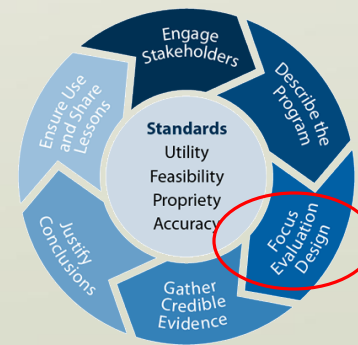 Engage
Stakeholders
Describe the
Program
Focus
Evaluation
Design
Gather
Credible
Evidence
Justify
Conclusions
Ensure Use
and Share
Lessons
Standards
Utility
Feasibility
Propriety
Accuracy